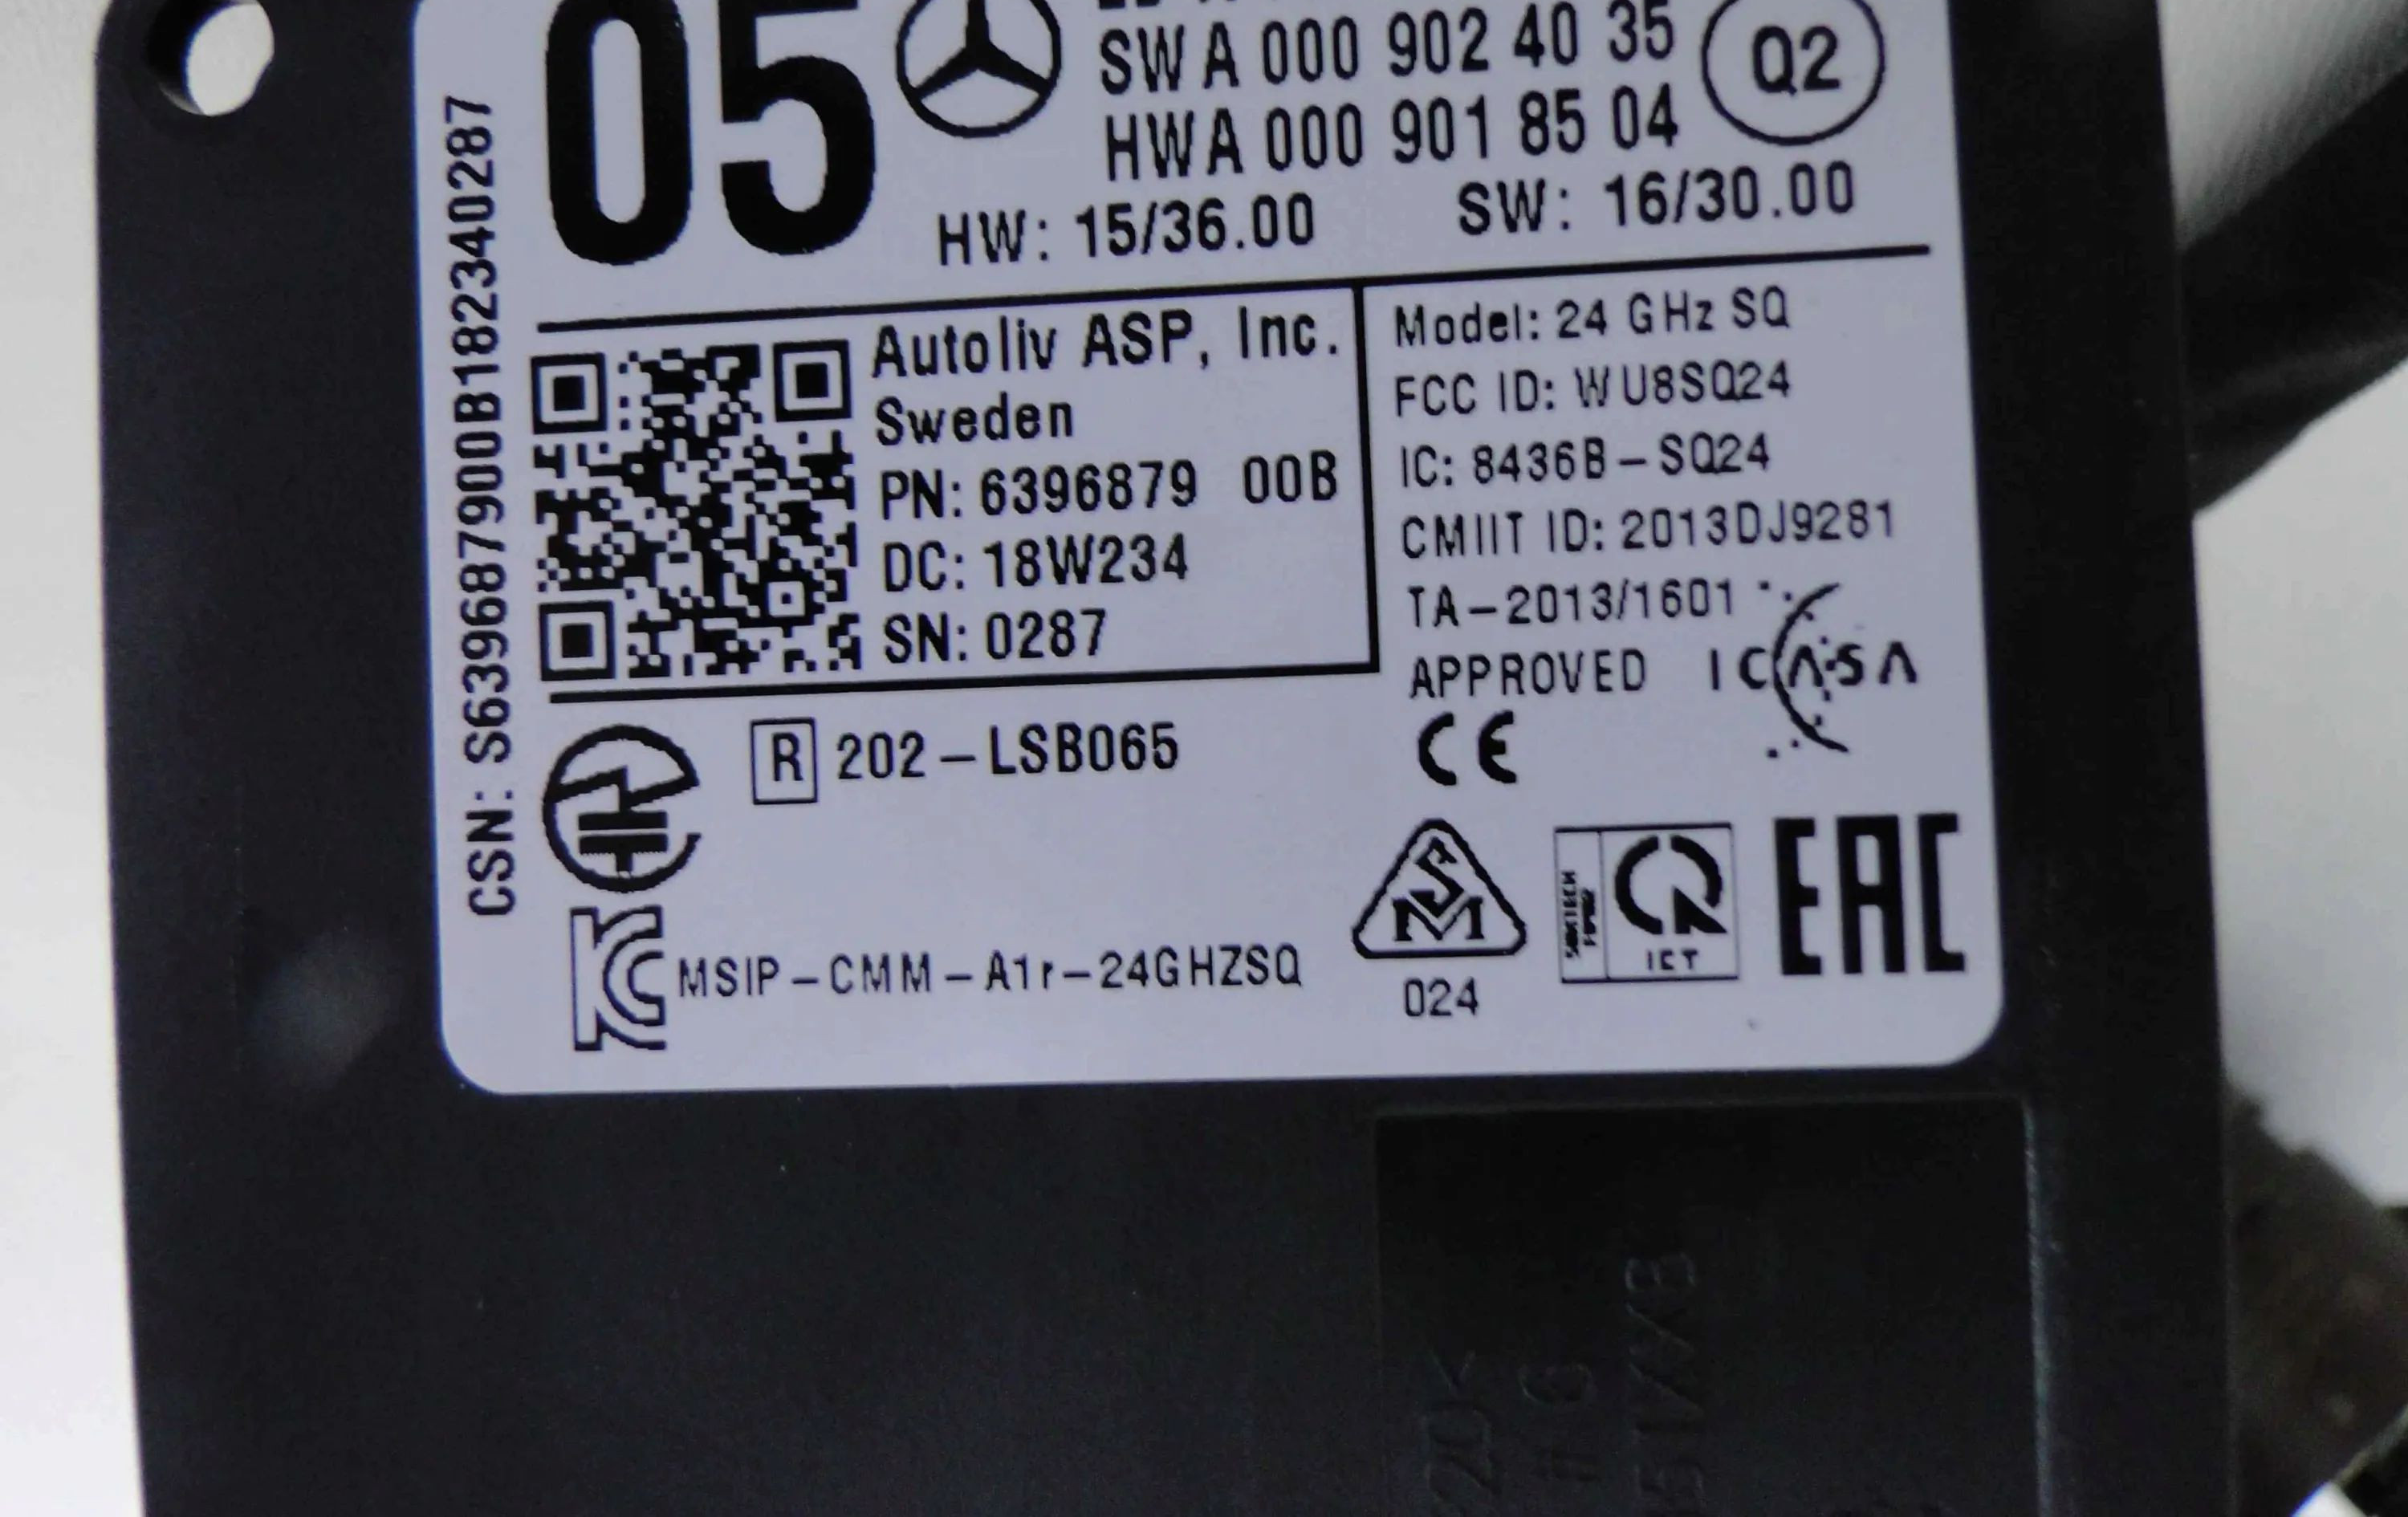 05
SW A 000 902 40 35
HW A 000 901 85 04
Q2
HW: 15/36.00 SW: 16/30.00
CSN: S639687900B182340287
Autoliv ASP, Inc.
Sweden
PN: 6396879 00B
DC: 18W234
SN: 0287
Model: 24 GHz SQ
FCC ID: WU8SQ24
IC: 8436B-SQ24
CMIIT ID: 2013DJ9281
TA-2013/1601
APPROVED ICASA
CE
R 202-LSB065
MSIP-CMM-A1r-24GHZSQ
SM
024
ICT
EAC